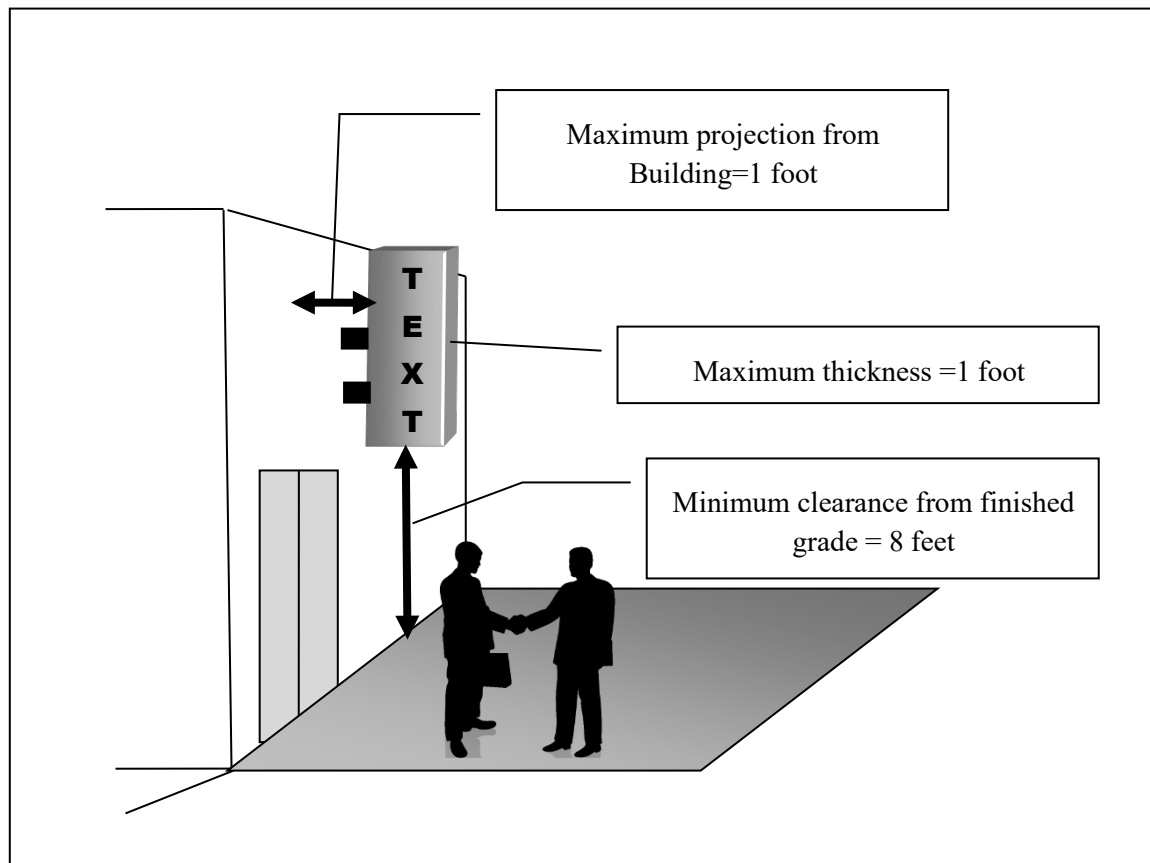 Maximum projection from
Building=1 foot
T
E
X
T
Maximum thickness =1 foot
Minimum clearance from finished
grade = 8 feet